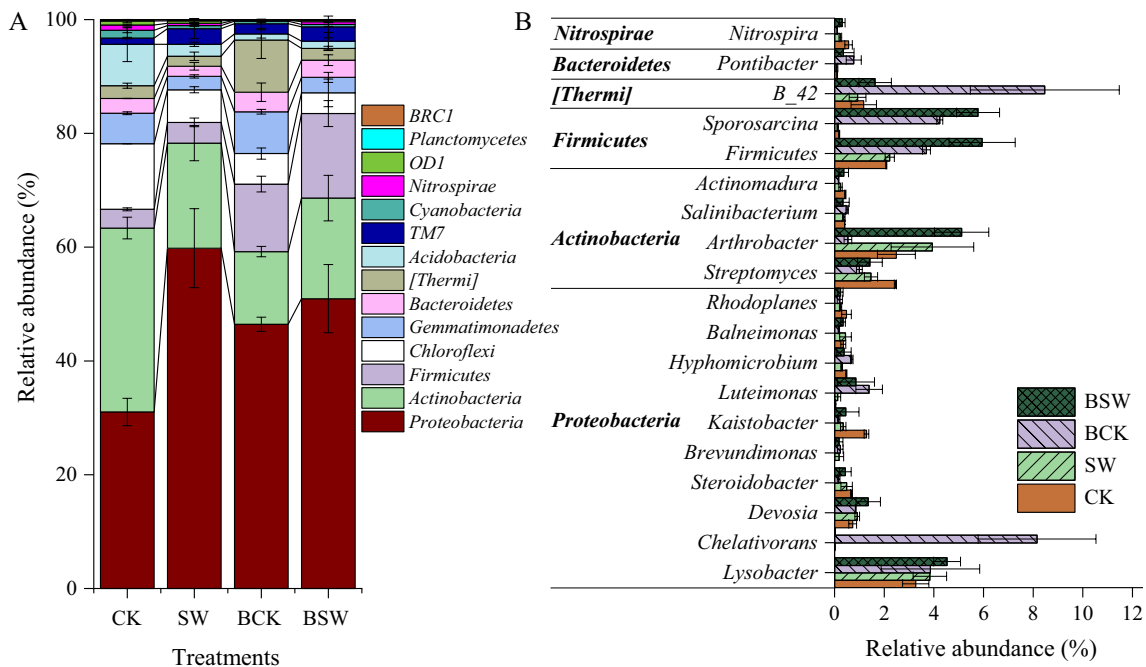 A
Relative abundance (%)
100
80
60
40
20
0
CK SW BCK BSW
Treatments
BRC1
Planctomycetes
OD1
Nitrospirae
Cyanobacteria
TM7
Acidobacteria
[Thermi]
Bacteroidetes
Gemmatimonadetes
Chloroflexi
Firmicutes
Actinobacteria
Proteobacteria
B
Nitrospirae Nitrospira
Bacteroidetes Pontibacter
[Thermi] B_42
Firmicutes
Sporosarcina
Firmicutes
Actinobacteria
Actinomadura
Salinibacterium
Arthrobacter
Streptomyces
Proteobacteria
Rhodoplanes
Balneimonas
Hyphomicrobium
Luteimonas
Kaistobacter
Brevundimonas
Steroidobacter
Devosia
Chelativorans
Lysobacter
BSW
BCK
SW
CK
0 2 4 6 8 10 12
Relative abundance (%)